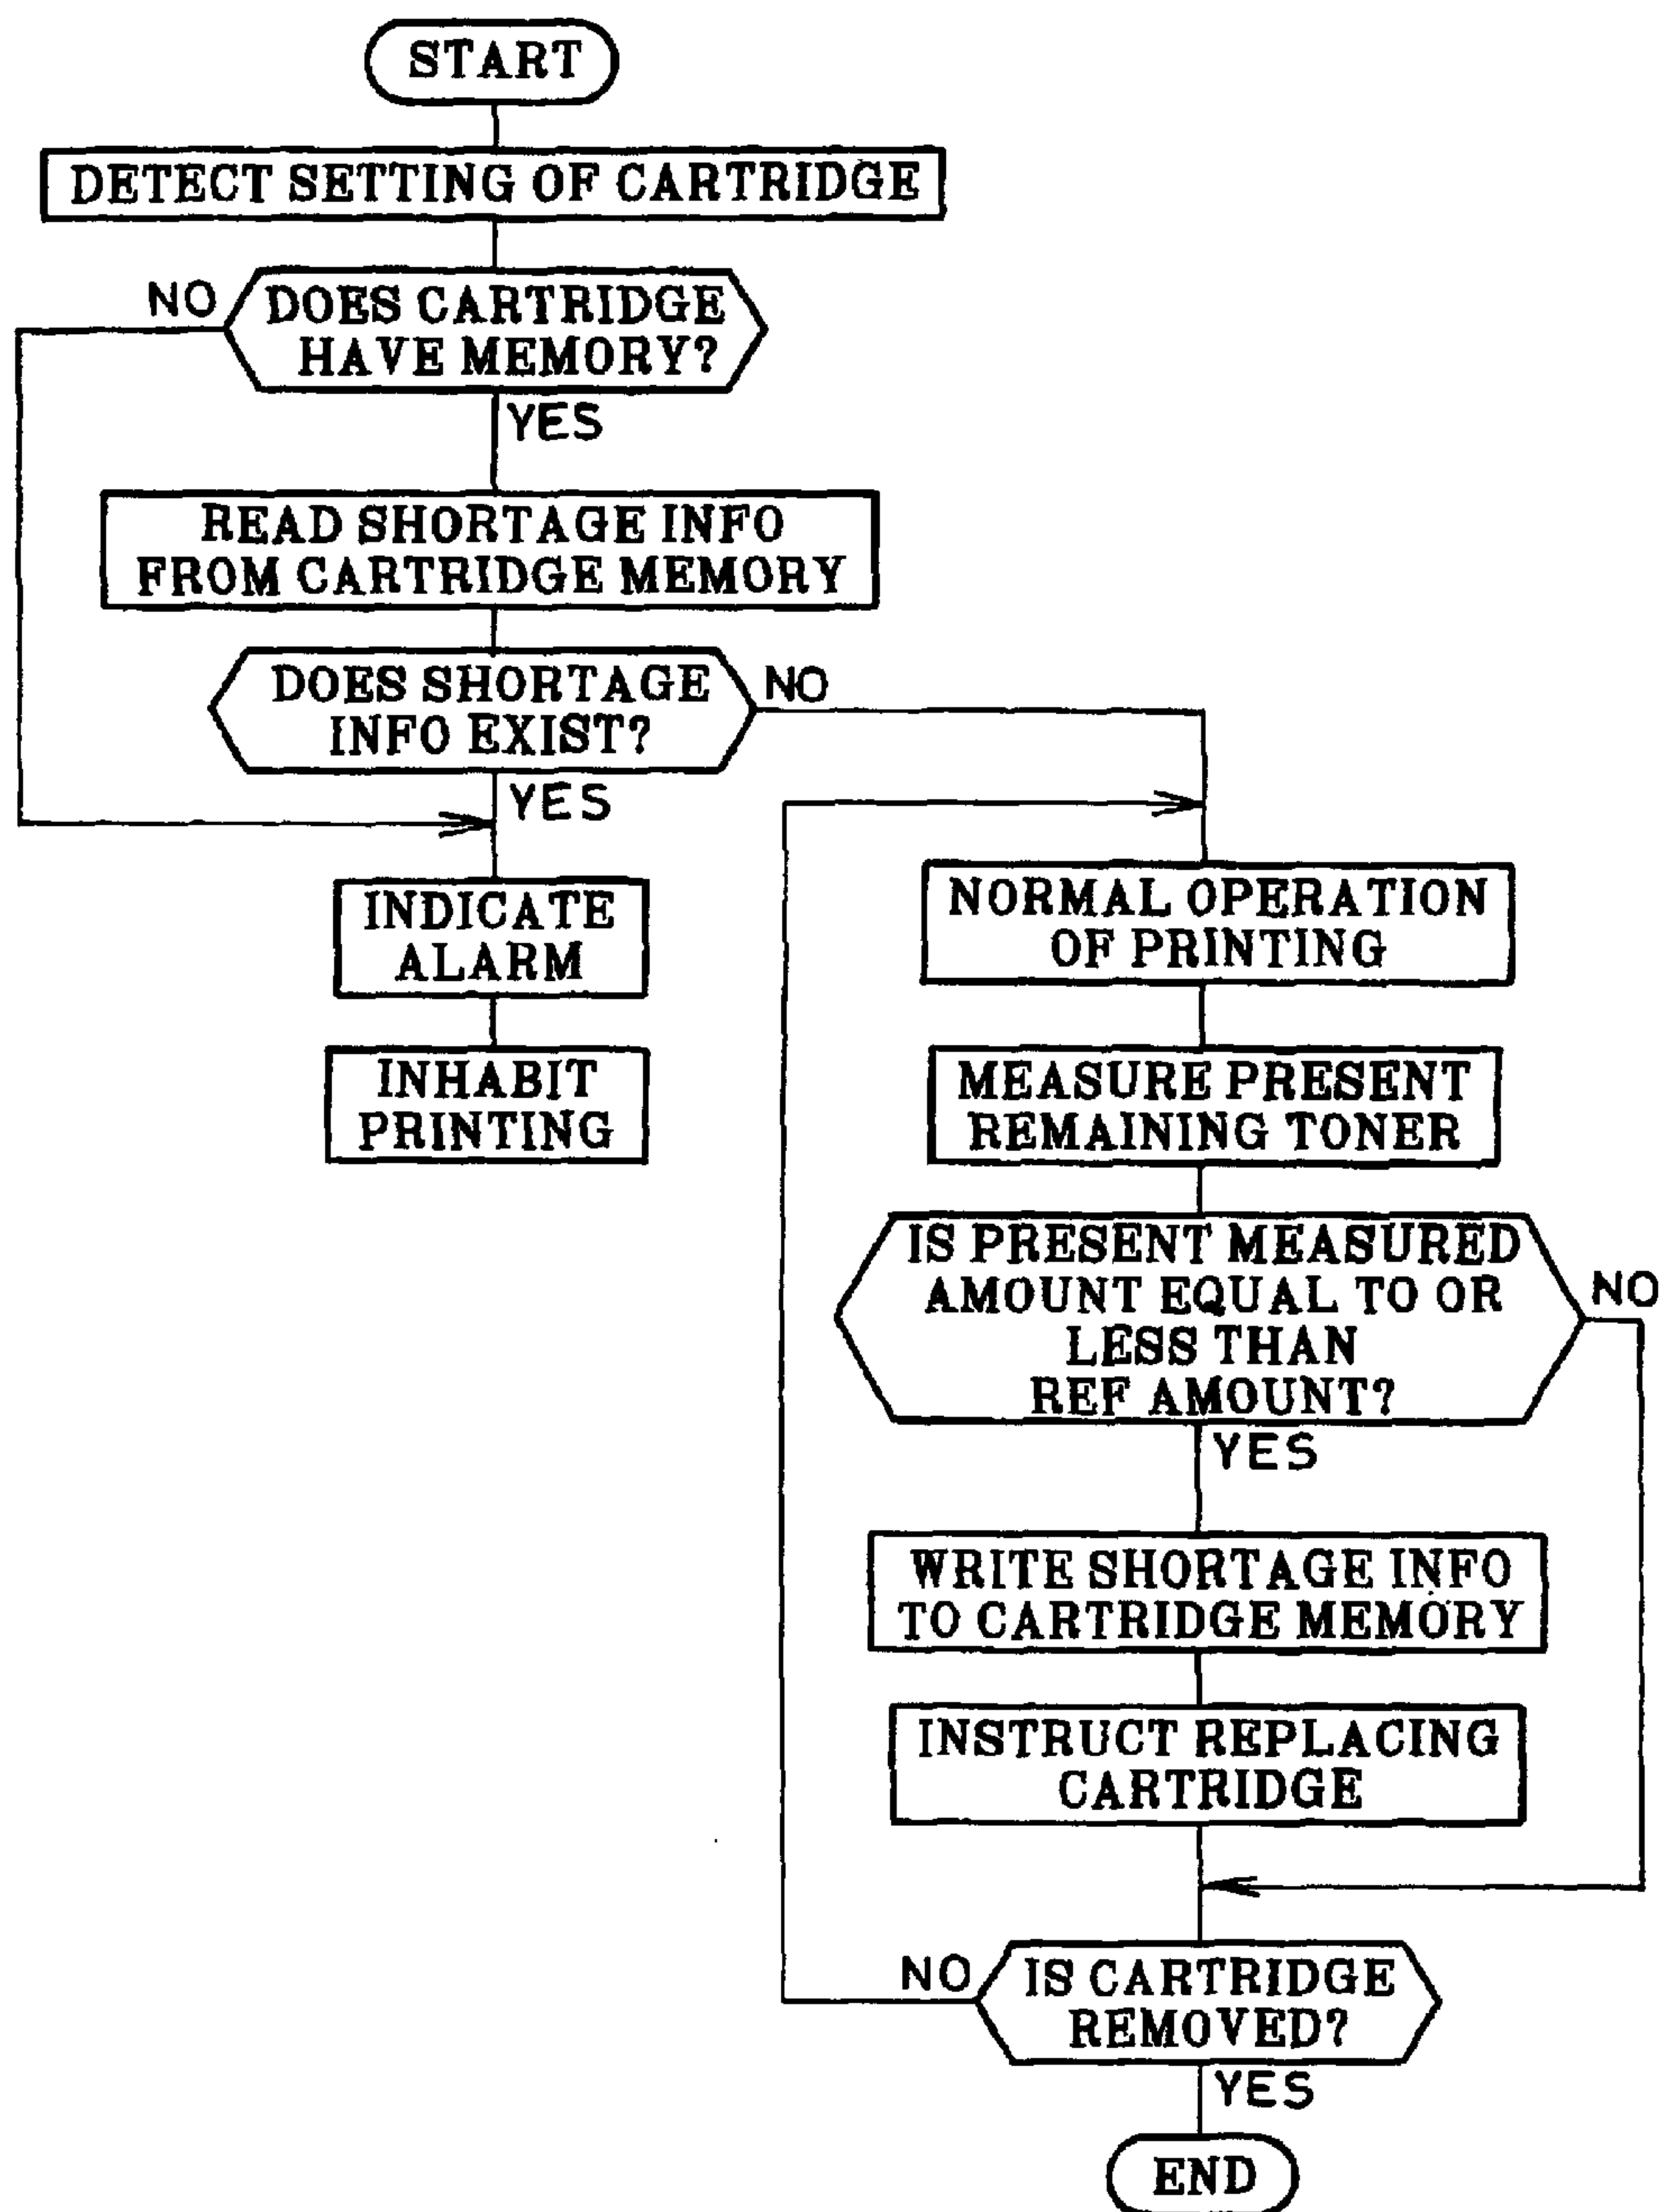 START
DETECT SETTING OF CARTRIDGE
NO
DOES CARTRIDGE
HAVE MEMORY?
YES
READ SHORTAGE INFO
FROM CARTRIDGE MEMORY
DOES SHORTAGE
INFO EXIST?
NO
YES
INDICATE
ALARM
INHABIT
PRINTING
NORMAL OPERATION
OF PRINTING
MEASURE PRESENT
REMAINING TONER
IS PRESENT MEASURED
AMOUNT EQUAL TO OR
LESS THAN
REF AMOUNT?
NO
YES
WRITE SHORTAGE INFO
TO CARTRIDGE MEMORY
INSTRUCT REPLACING
CARTRIDGE
NO
IS CARTRIDGE
REMOVED?
YES
END